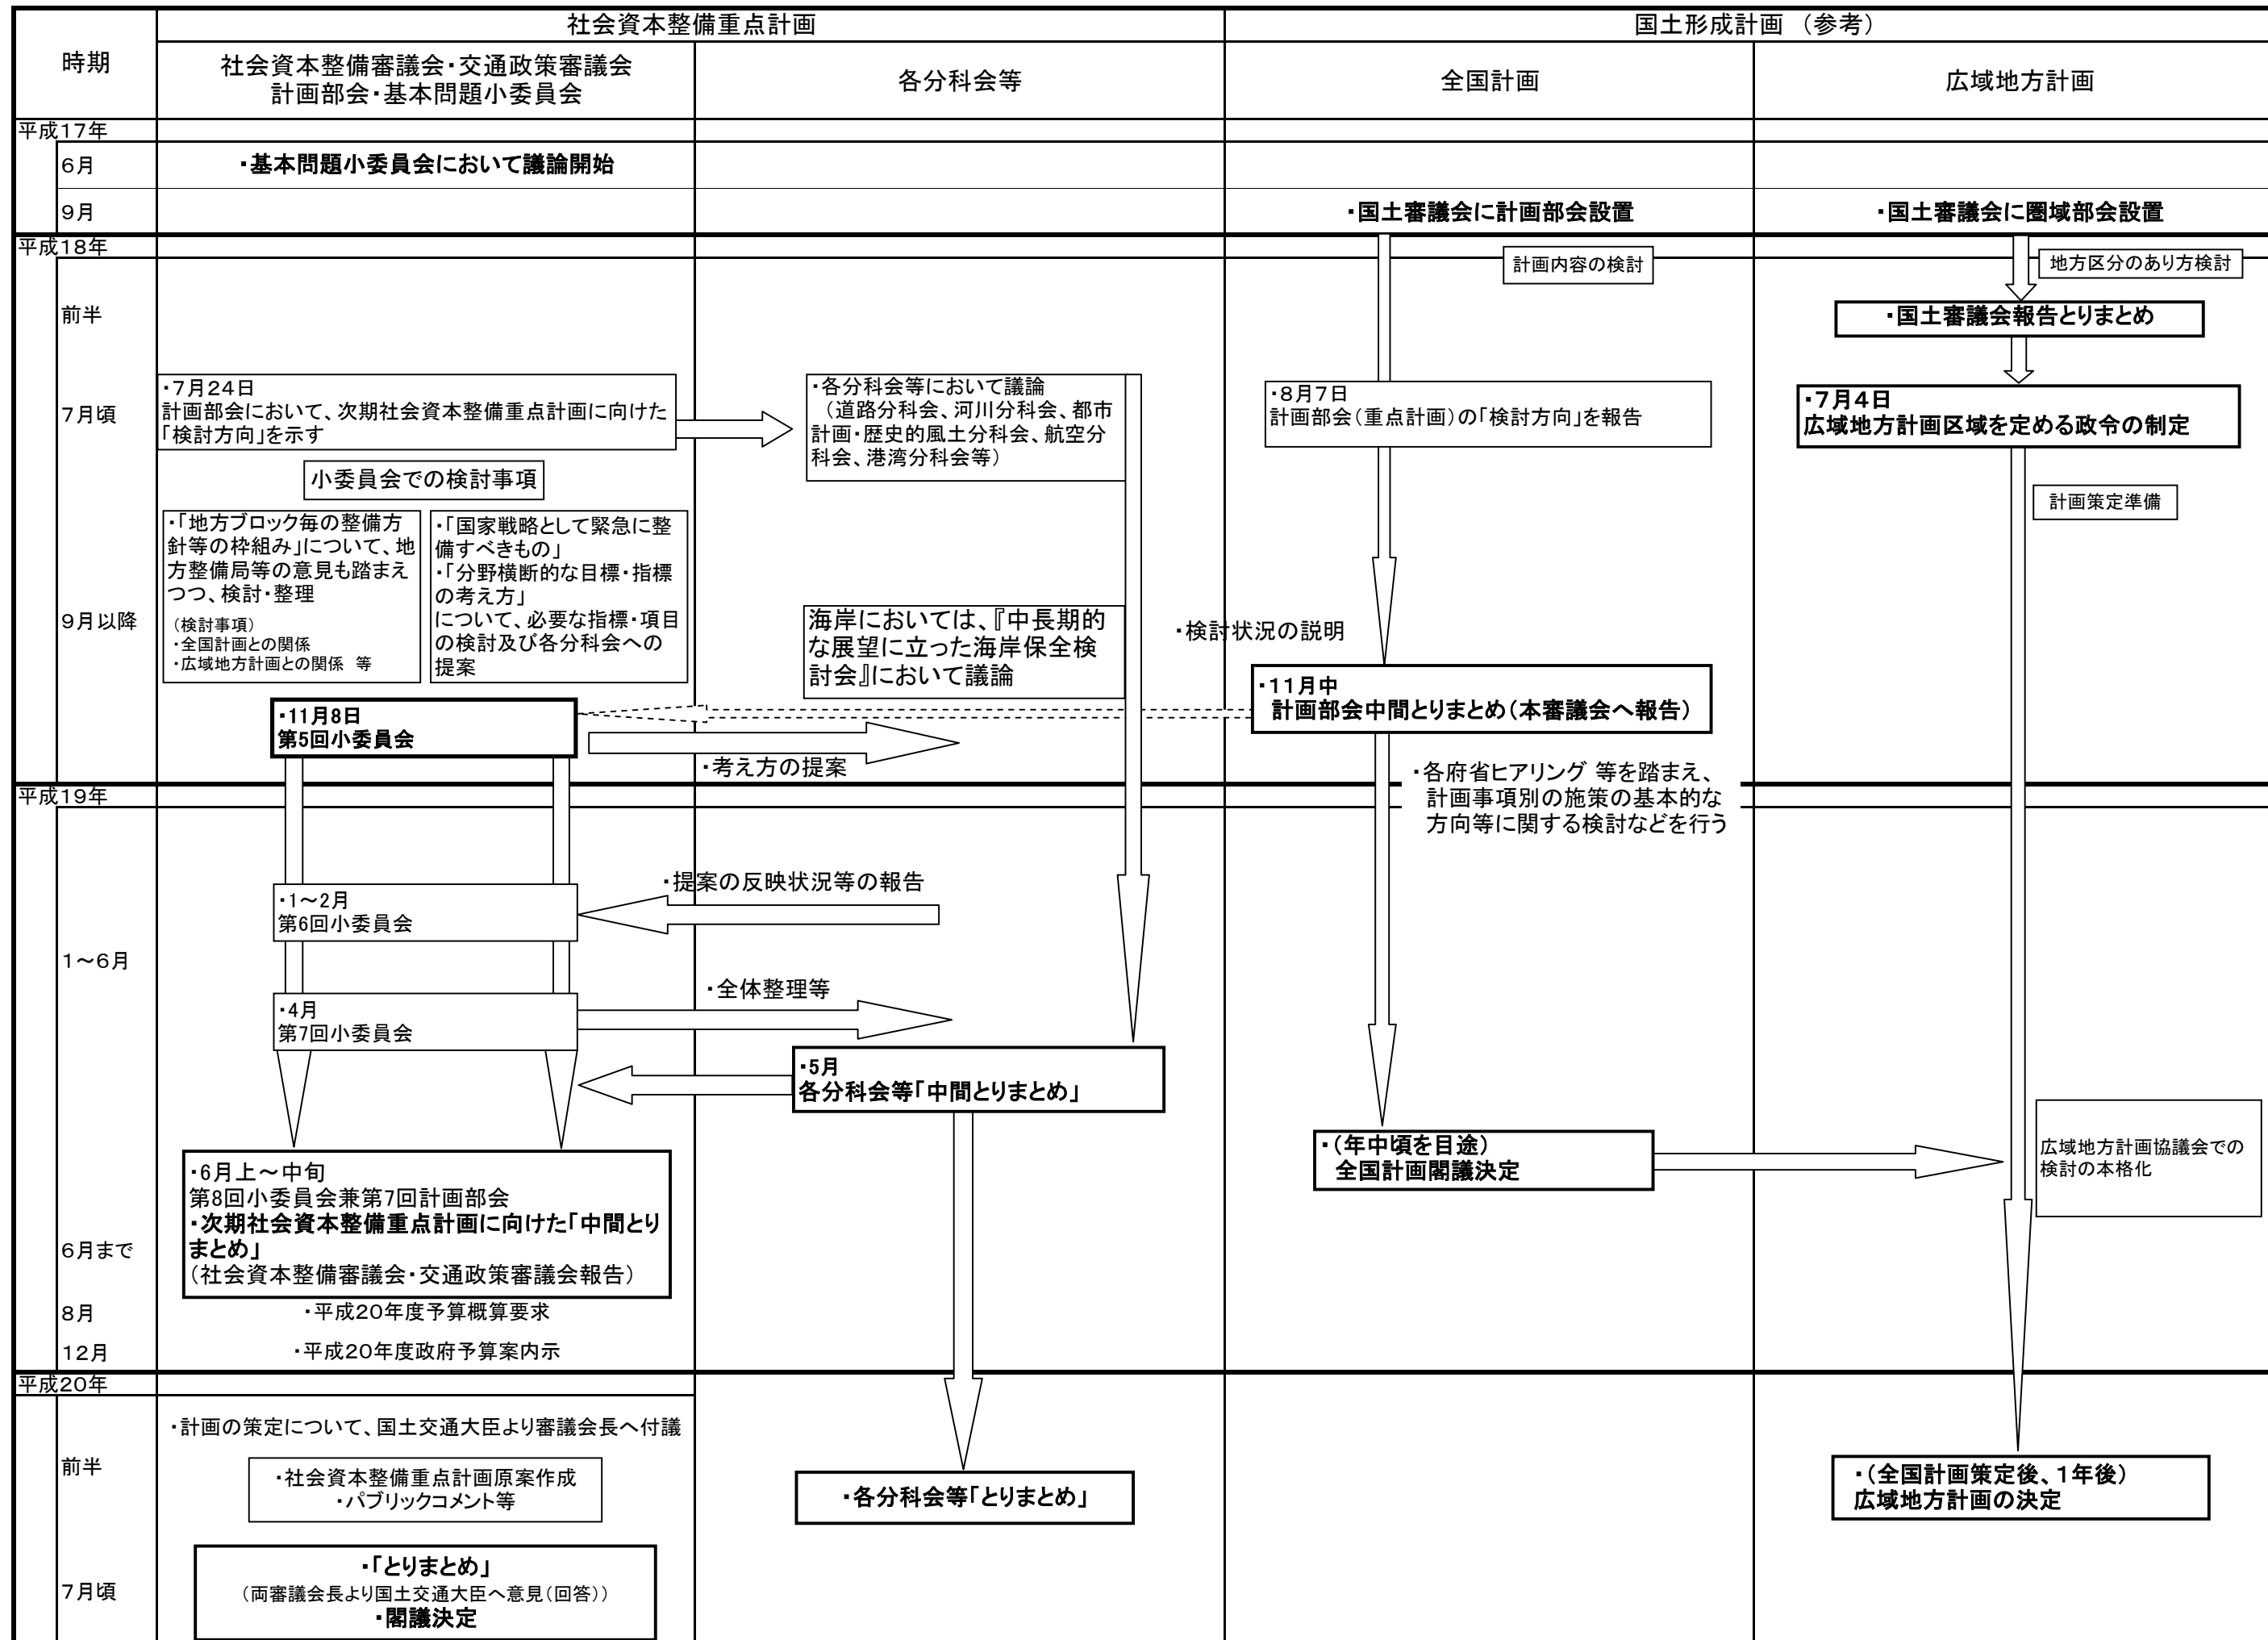 社会資本整備重点計画
国土形成計画 （参考）
時期
社会資本整備審議会・交通政策審議会
計画部会・基本問題小委員会
各分科会等
全国計画
広域地方計画
平成17年
6月
・基本問題小委員会において議論開始
9月
・国土審議会に計画部会設置
・国土審議会に圏域部会設置
平成18年
計画内容の検討
地方区分のあり方検討
前半
・国土審議会報告とりまとめ
7月頃
・7月24日
計画部会において、次期社会資本整備重点計画に向けた
「検討方向」を示す
・各分科会等において議論
（道路分科会、河川分科会、都市
計画・歴史的風土分科会、航空分
科会、港湾分科会等）
・8月7日
計画部会（重点計画）の「検討方向」を報告
・7月4日
広域地方計画区域を定める政令の制定
小委員会での検討事項
計画策定準備
・「地方ブロック毎の整備方
針等の枠組み」について、地
方整備局等の意見も踏まえ
つつ、検討・整理
（検討事項）
・全国計画との関係
・広域地方計画との関係　等
・「国家戦略として緊急に整
備すべきもの」
・「分野横断的な目標・指標
の考え方」
について、必要な指標・項目
の検討及び各分科会への
提案
9月以降
海岸においては、『中長期的
な展望に立った海岸保全検
討会』において議論
・検討状況の説明
・11月中
計画部会中間とりまとめ（本審議会へ報告）
・11月8日
第5回小委員会
・考え方の提案
・各府省ヒアリング 等を踏まえ、
計画事項別の施策の基本的な
方向等に関する検討などを行う
平成19年
・提案の反映状況等の報告
・1～2月
第6回小委員会
1～6月
・全体整理等
・4月
第7回小委員会
・5月
各分科会等「中間とりまとめ」
・（年中頃を目途）
全国計画閣議決定
広域地方計画協議会での
検討の本格化
・6月上～中旬
第8回小委員会兼第7回計画部会
・次期社会資本整備重点計画に向けた「中間とり
まとめ」
（社会資本整備審議会・交通政策審議会報告）
6月まで
8月
・平成20年度予算概算要求
12月
・平成20年度政府予算案内示
平成20年
・計画の策定について、国土交通大臣より審議会長へ付議
前半
・社会資本整備重点計画原案作成
・パブリックコメント等
・各分科会等「とりまとめ」
・（全国計画策定後、1年後）
広域地方計画の決定
7月頃
・「とりまとめ」
（両審議会長より国土交通大臣へ意見（回答））
・閣議決定